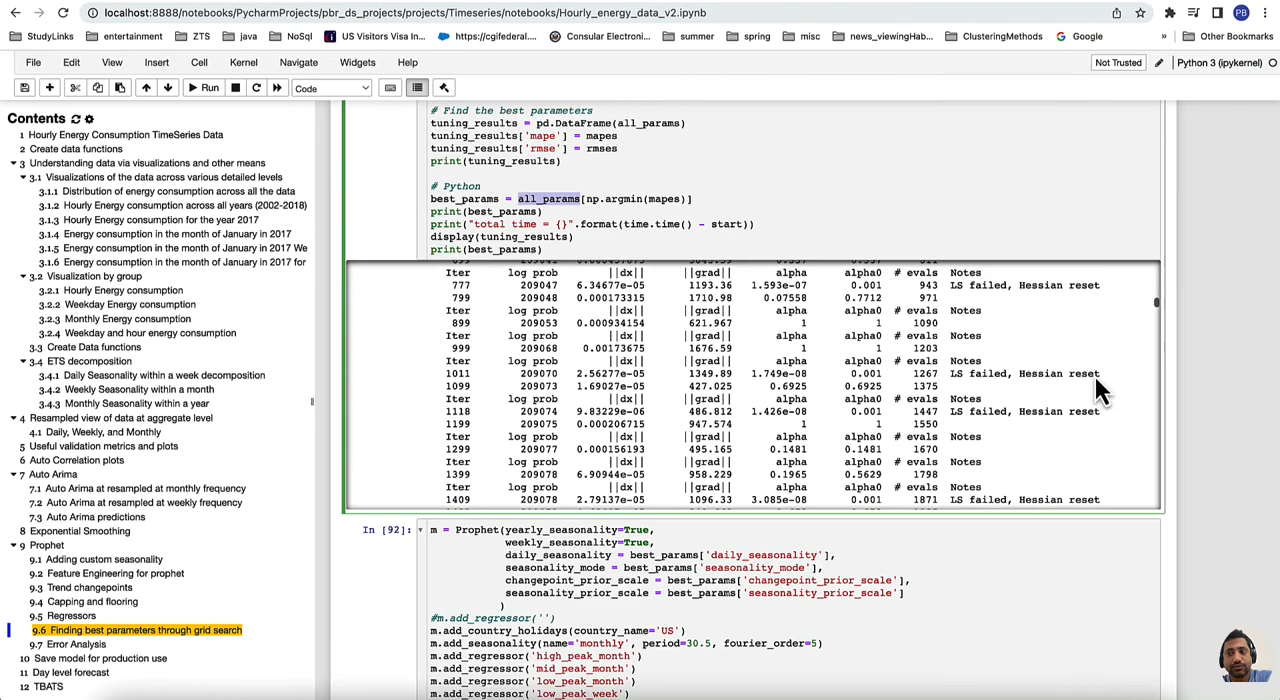 localhost:8888/notebooks/PycharmProjects/pbr_ds_projects/projects/Timeseries/notebooks/Hourly_energy_data_v2.ipynb
PB
StudyLinks entertainment ZTS java NoSql US Visitors Visa In... https://cgifederal.... Consular Electroni... summer spring misc news_viewingHab... ClusteringMethods Google » Other Bookmarks
File Edit View Insert Cell Kernel Navigate Widgets Help Not Trusted Python 3 (ipykernel)
Run Code
Contents
1 Hourly Energy Consumption TimeSeries Data
2 Create data functions
3 Understanding data via visualizations and other means
3.1 Visualizations of the data across various detailed levels
3.1.1 Distribution of energy consumption across all the data
3.1.2 Hourly Energy consumption across all years (2002-2018)
3.1.3 Hourly Energy consumption for the year 2017
3.1.4 Energy consumption in the month of January in 2017
3.1.5 Energy consumption in the month of January in 2017 We
3.1.6 Energy consumption in the month of January in 2017 for
3.2 Visualization by group
3.2.1 Hourly Energy consumption
3.2.2 Weekday Energy consumption
3.2.3 Monthly Energy consumption
3.2.4 Weekday and hour energy consumption
3.3 Create Data functions
3.4 ETS decomposition
3.4.1 Daily Seasonality within a week decomposition
3.4.2 Weekly Seasonality within a month
3.4.3 Monthly Seasonality within a year
4 Resampled view of data at aggregate level
4.1 Daily, Weekly, and Monthly
5 Useful validation metrics and plots
6 Auto Correlation plots
7 Auto Arima
7.1 Auto Arima at resampled at monthly frequency
7.2 Auto Arima at resampled at weekly frequency
7.3 Auto Arima predictions
8 Exponential Smoothing
9 Prophet
9.1 Adding custom seasonality
9.2 Feature Engineering for prophet
9.3 Trend changepoints
9.4 Capping and flooring
9.5 Regressors
9.6 Finding best parameters through grid search
9.7 Error Analysis
10 Save model for production use
11 Day level forecast
12 TBATS
# Find the best parameters
tuning_results = pd.DataFrame(all_params)
tuning_results['mape'] = mapes
tuning_results['rmse'] = rmses
print(tuning_results)
# Python
best_params = all_params[np.argmin(mapes)]
print(best_params)
print("total time = {}".format(time.time() - start))
display(tuning_results)
print(best_params)
Iter log prob ||dx|| ||grad|| alpha alpha0 # evals Notes
777 209047 6.34677e-05 1193.36 1.593e-07 0.001 943 LS failed, Hessian reset
799 209048 0.000173315 1710.98 0.07558 0.7712 971
Iter log prob ||dx|| ||grad|| alpha alpha0 # evals Notes
899 209053 0.000934154 621.967 1 1 1090
Iter log prob ||dx|| ||grad|| alpha alpha0 # evals Notes
999 209068 0.00173675 1676.59 1 1 1203
Iter log prob ||dx|| ||grad|| alpha alpha0 # evals Notes
1011 209070 2.56277e-05 1349.89 1.749e-08 0.001 1267 LS failed, Hessian reset
1099 209073 1.69027e-05 427.025 0.6925 0.6925 1375
Iter log prob ||dx|| ||grad|| alpha alpha0 # evals Notes
1118 209074 9.83229e-06 486.812 1.426e-08 0.001 1447 LS failed, Hessian reset
1199 209075 0.000206715 947.574 1 1 1550
Iter log prob ||dx|| ||grad|| alpha alpha0 # evals Notes
1299 209077 0.000156193 495.165 0.1481 0.1481 1670
Iter log prob ||dx|| ||grad|| alpha alpha0 # evals Notes
1399 209078 6.90944e-05 958.229 0.1965 0.5629 1798
Iter log prob ||dx|| ||grad|| alpha alpha0 # evals Notes
1409 209078 2.79137e-05 1096.33 3.085e-08 0.001 1871 LS failed, Hessian reset
In [92]: m = Prophet(yearly_seasonality=True,
weekly_seasonality=True,
daily_seasonality = best_params['daily_seasonality'],
seasonality_mode = best_params['seasonality_mode'],
changepoint_prior_scale = best_params['changepoint_prior_scale'],
seasonality_prior_scale = best_params['seasonality_prior_scale']
)
#m.add_regressor('')
m.add_country_holidays(country_name='US')
m.add_seasonality(name='monthly', period=30.5, fourier_order=5)
m.add_regressor('high_peak_month')
m.add_regressor('mid_peak_month')
m.add_regressor('low_peak_month')
m.add_regressor('low_peak_week')